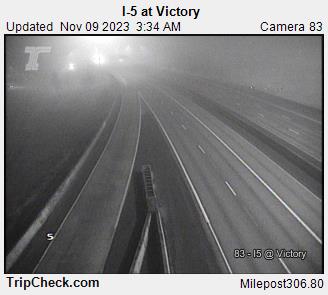 I-5 at Victory
Updated Nov 09 2023 3:34 AM Camera 83
T
S
83 - I5 @ Victory
TripCheck.com Milepost306.80